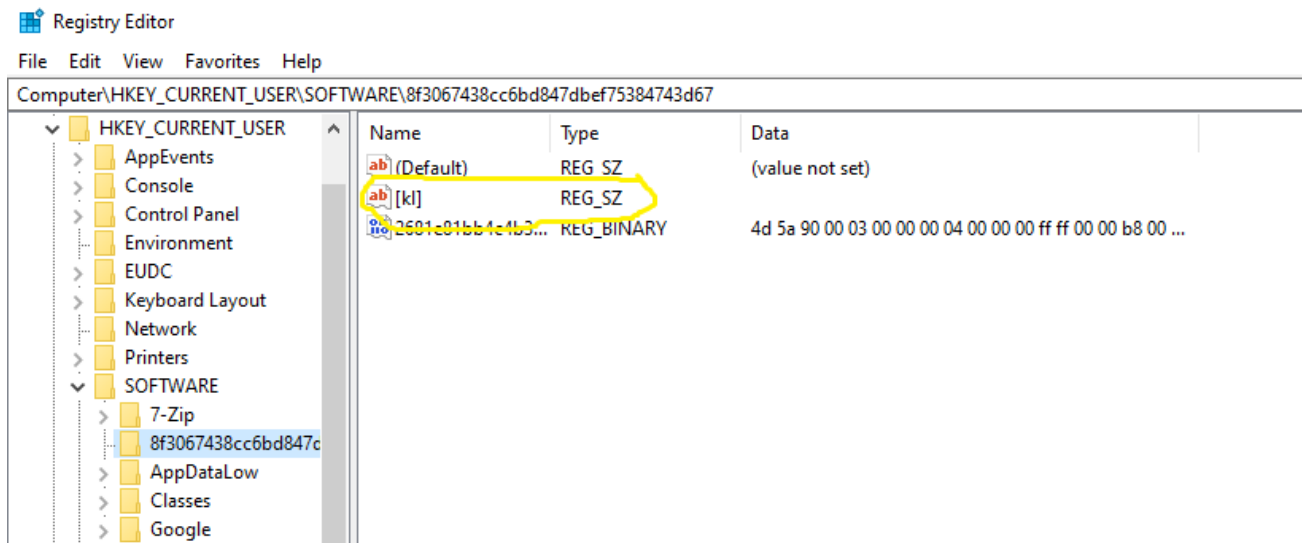 Registry Editor
File Edit View Favorites Help
Computer\HKEY_CURRENT_USER\SOFTWARE\8f3067438cc6bd847dbef75384743d67
HKEY_CURRENT_USER
AppEvents
Console
Control Panel
Environment
EUDC
Keyboard Layout
Network
Printers
SOFTWARE
7-Zip
8f3067438cc6bd847d
AppDataLow
Classes
Google
Name Type Data
(Default) REG_SZ (value not set)
[kl] REG_SZ
REG_BINARY 4d 5a 90 00 03 00 00 00 04 00 00 00 ff ff 00 00 b8 00 ...